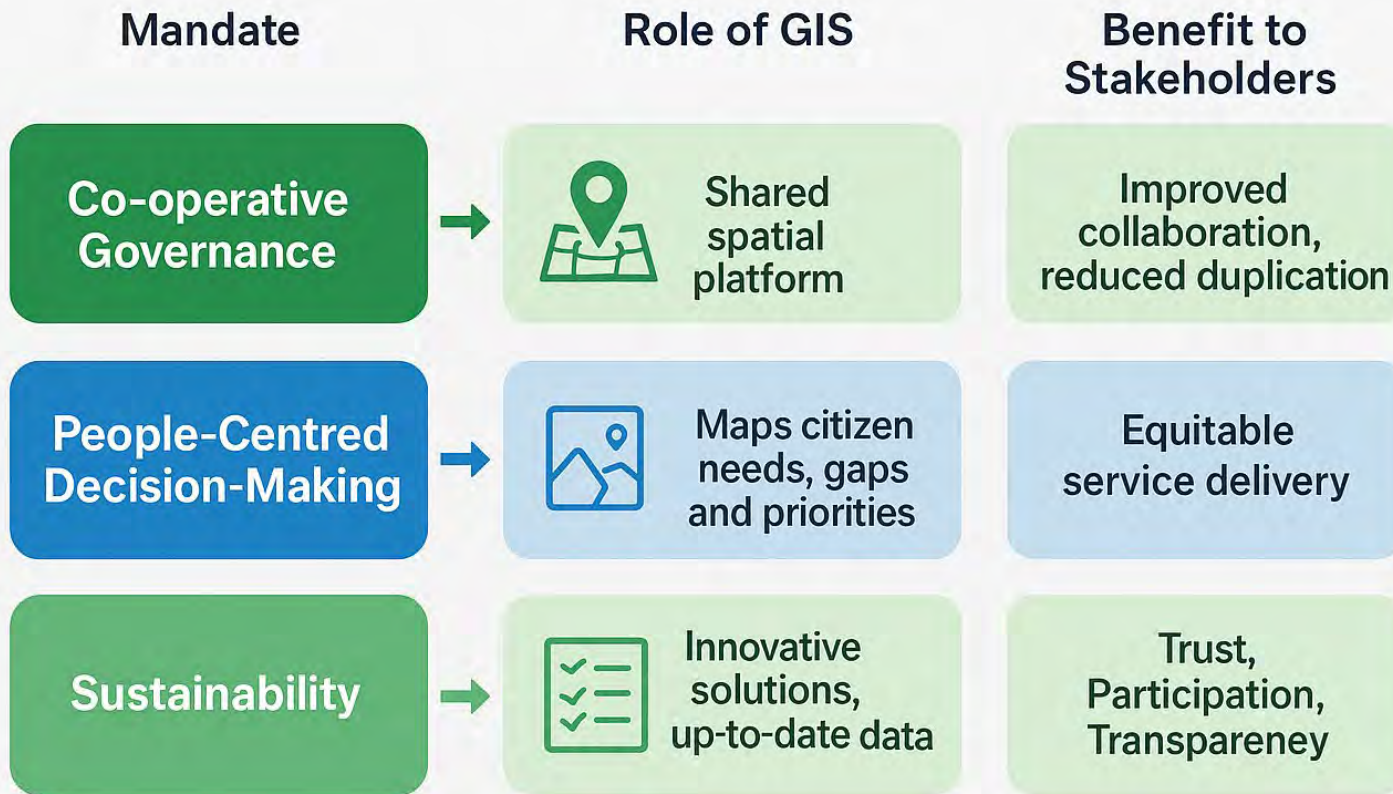 Mandate
Role of GIS
Benefit to
Stakeholders
Co-operative
Governance
Shared
spatial
platform
Improved
collaboration,
reduced duplication
People-Centred
Decision-Making
Maps citizen
needs, gaps
and priorities
Equitable
service delivery
Sustainability
Innovative
solutions,
up-to-date data
Trust,
Participation,
Transpareney